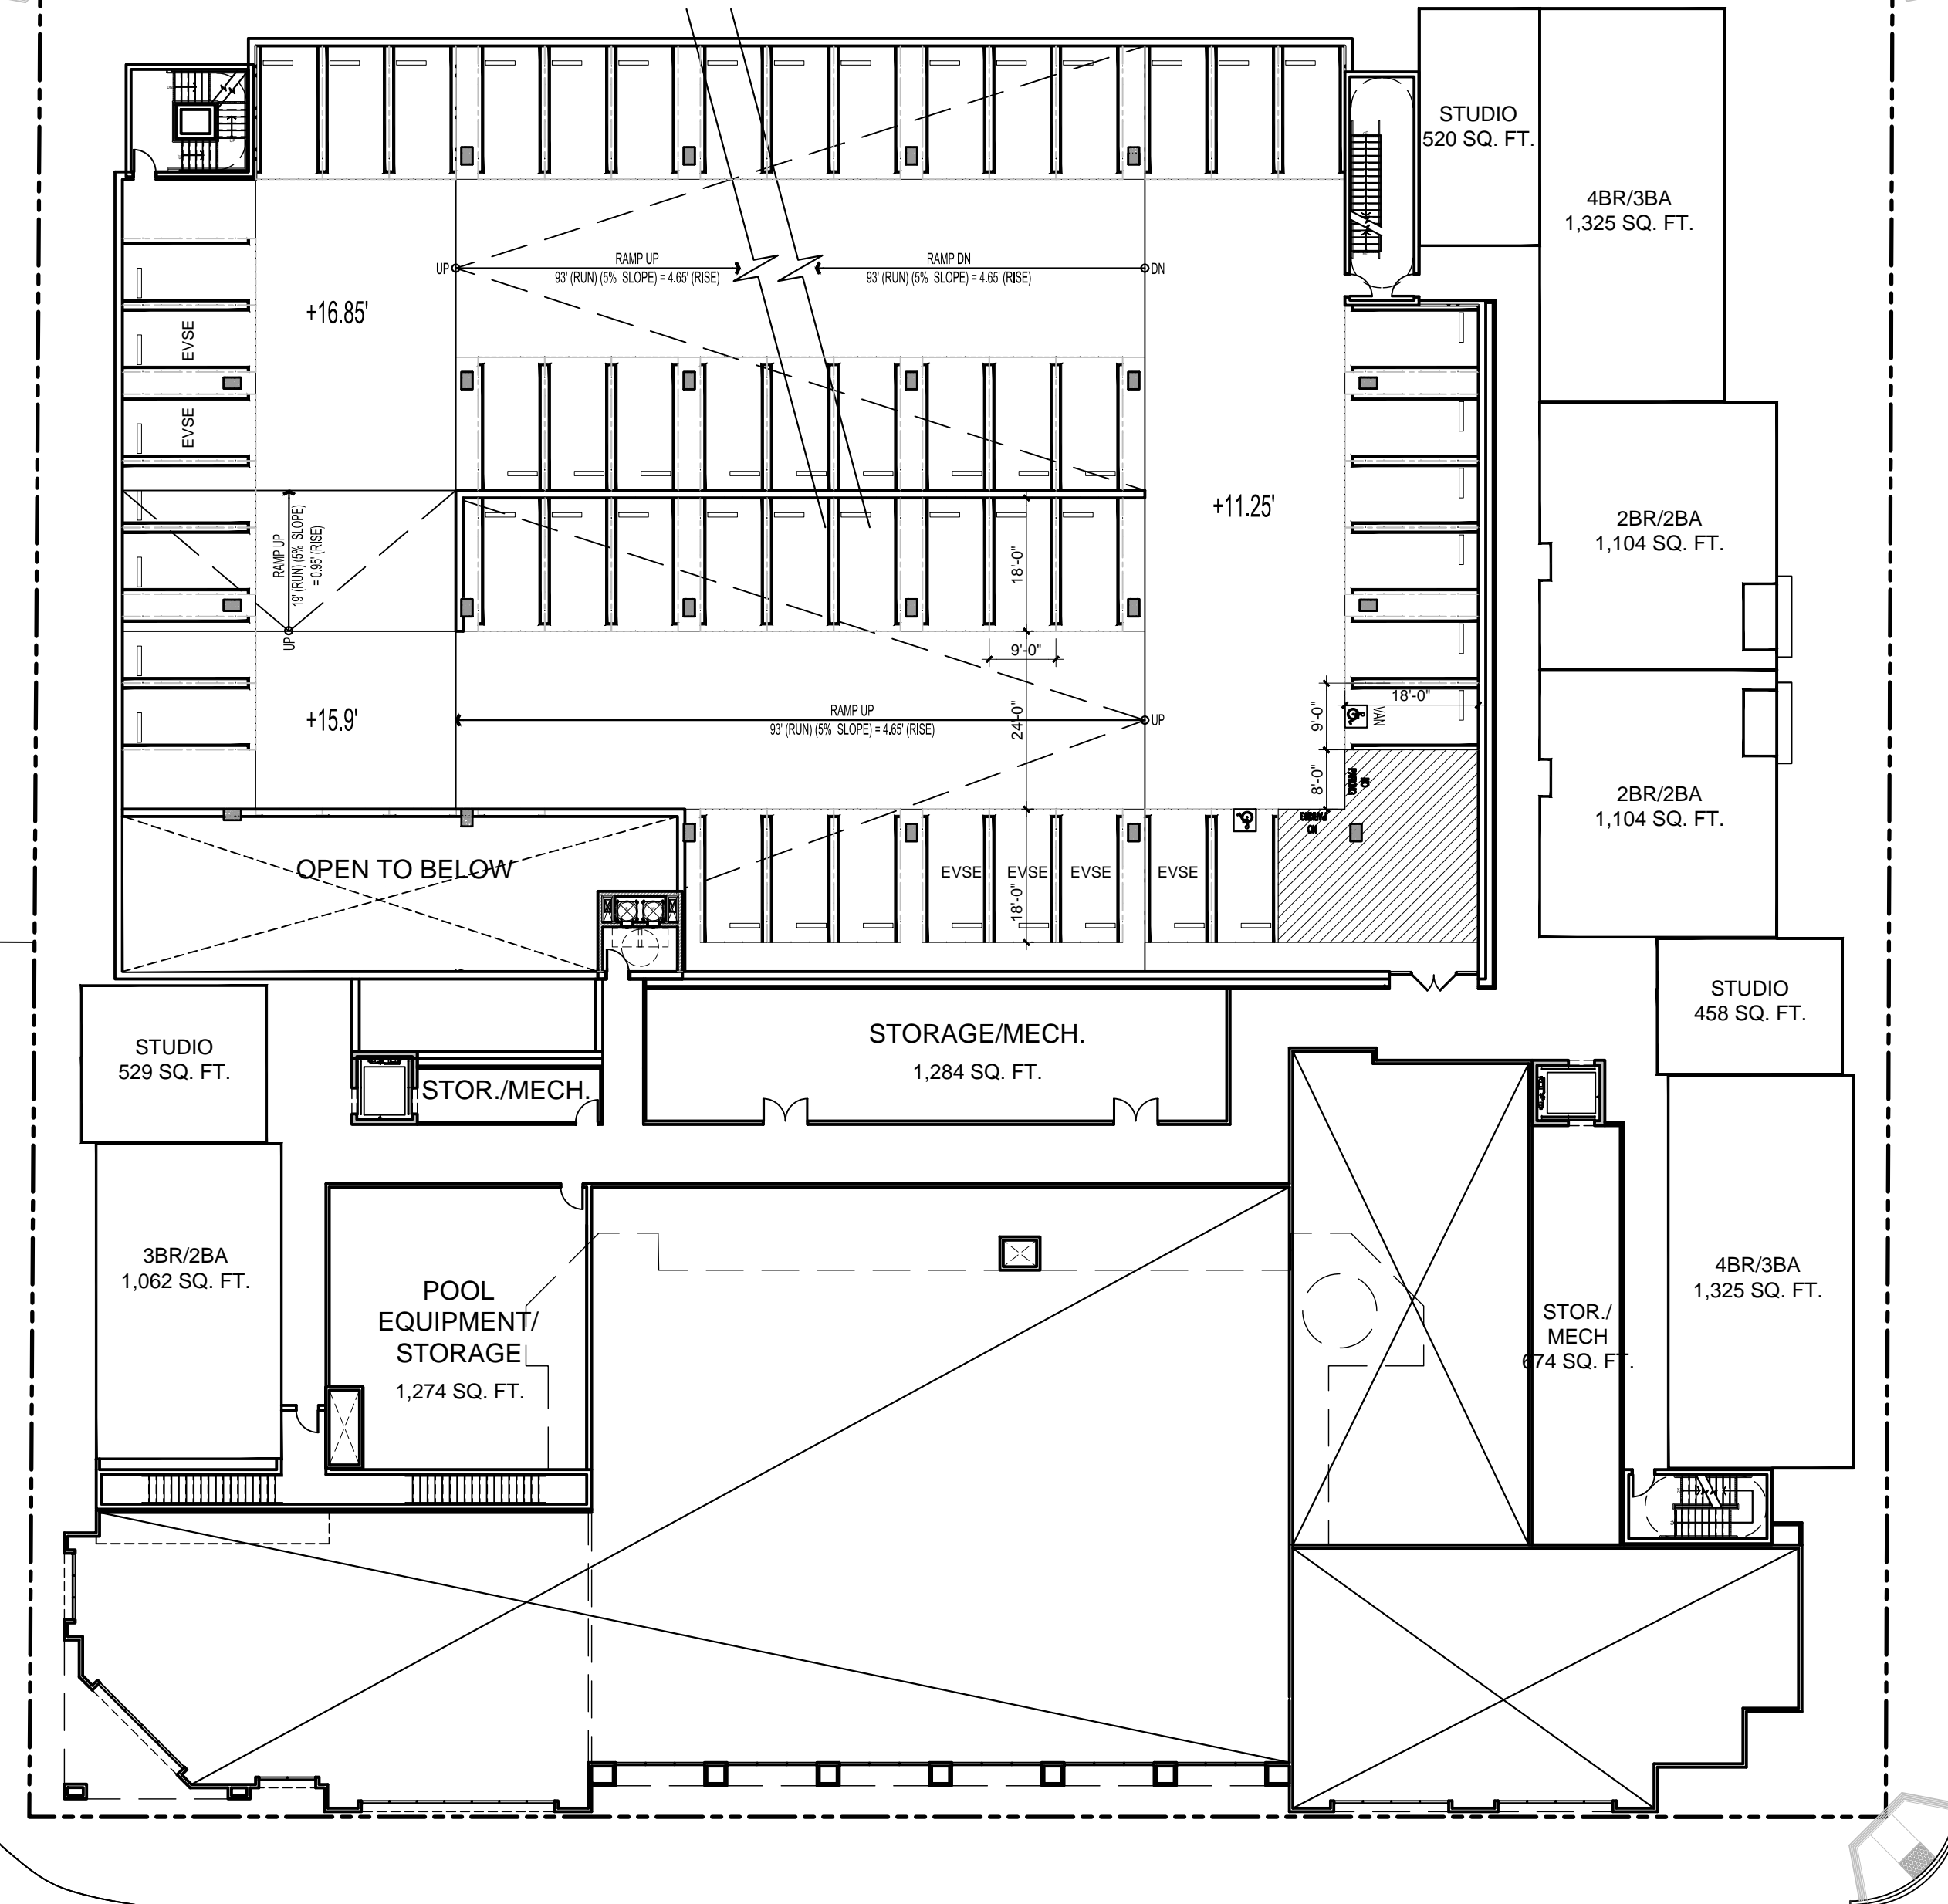 STUDIO
520 SQ. FT.
4BR/3BA
1,325 SQ. FT.
UP
RAMP UP
93' (RUN) (5% SLOPE) = 4.65' (RISE)
RAMP DN
93' (RUN) (5% SLOPE) = 4.65' (RISE)
DN
+16.85'
EVSE
EVSE
+11.25'
2BR/2BA
1,104 SQ. FT.
RAMP UP
19' (RUN) (5% SLOPE)
= 0.95' (RISE)
UP
18'-0"
9'-0"
18'-0"
VAN
9'-0"
+15.9'
RAMP UP
93' (RUN) (5% SLOPE) = 4.65' (RISE)
24'-0"
UP
8'-0"
NO
PARKING
NO
PARKING
2BR/2BA
1,104 SQ. FT.
OPEN TO BELOW
EVSE
EVSE
EVSE
EVSE
18'-0"
STUDIO
458 SQ. FT.
STUDIO
529 SQ. FT.
STOR./MECH.
STORAGE/MECH.
1,284 SQ. FT.
3BR/2BA
1,062 SQ. FT.
POOL
EQUIPMENT/
STORAGE
1,274 SQ. FT.
STOR./
MECH
674 SQ. FT.
4BR/3BA
1,325 SQ. FT.